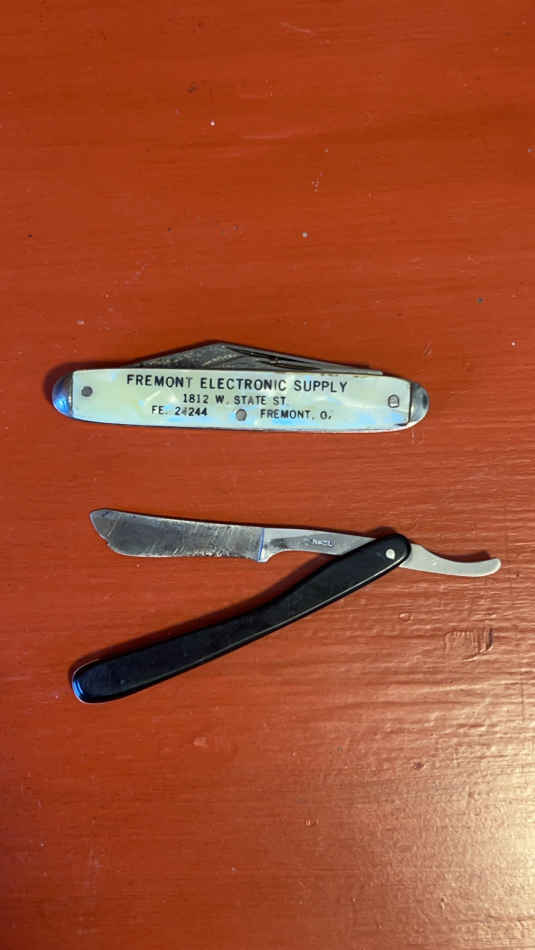 FREMONT ELECTRONIC SUPPLY
1812 W. STATE ST.
FE. 24244 FREMONT, O.